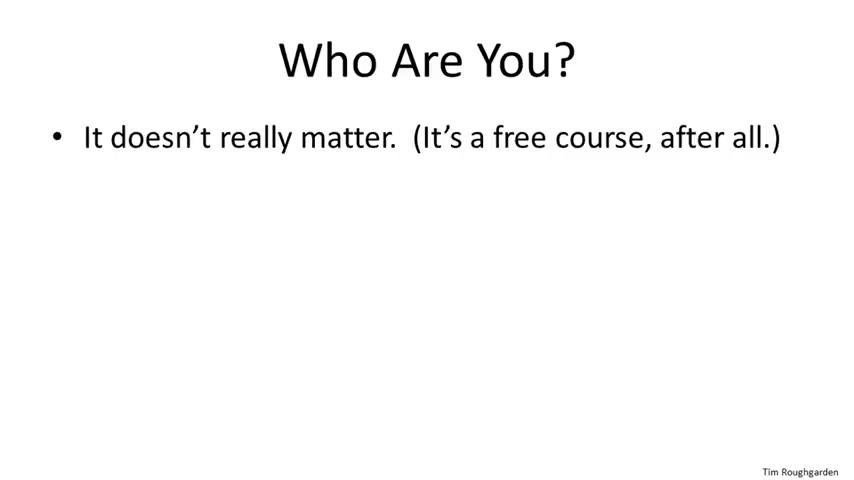 Who Are You?
• It doesn’t really matter.  (It’s a free course, after all.)
Tim Roughgarden